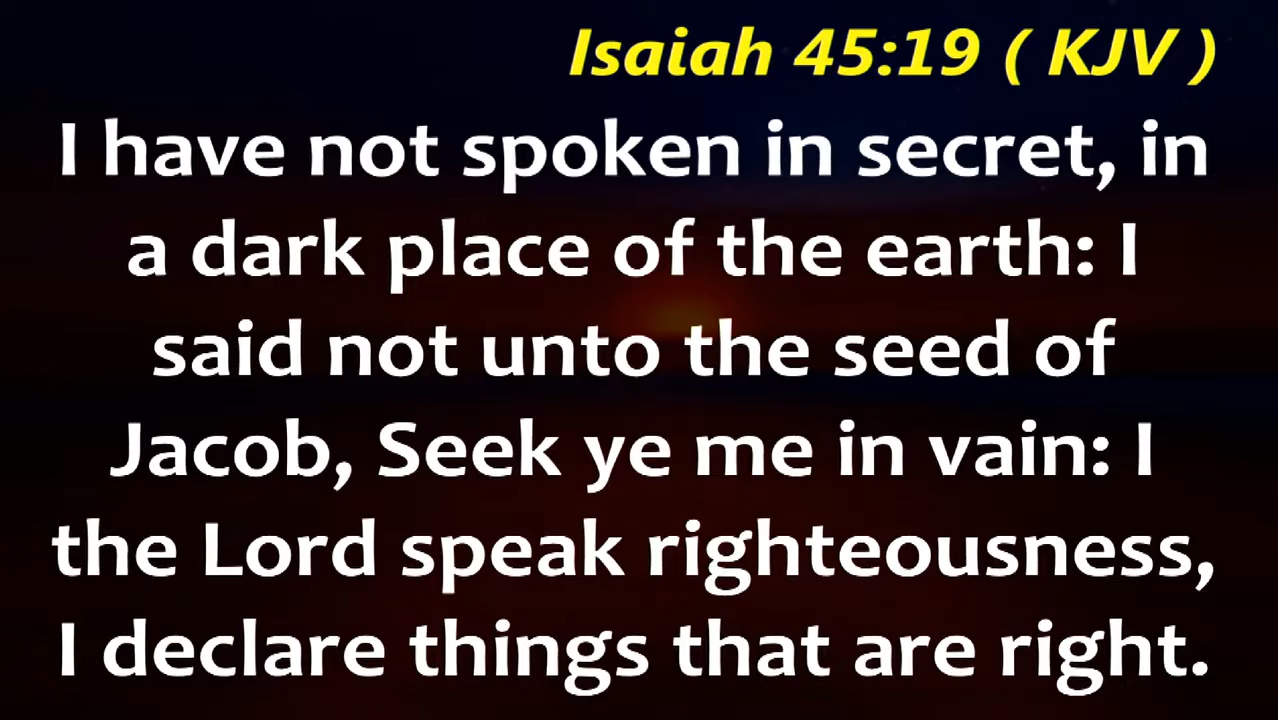 Isaiah 45:19 ( KJV )
I have not spoken in secret, in
a dark place of the earth: I
said not unto the seed of
Jacob, Seek ye me in vain: I
the Lord speak righteousness,
I declare things that are right.